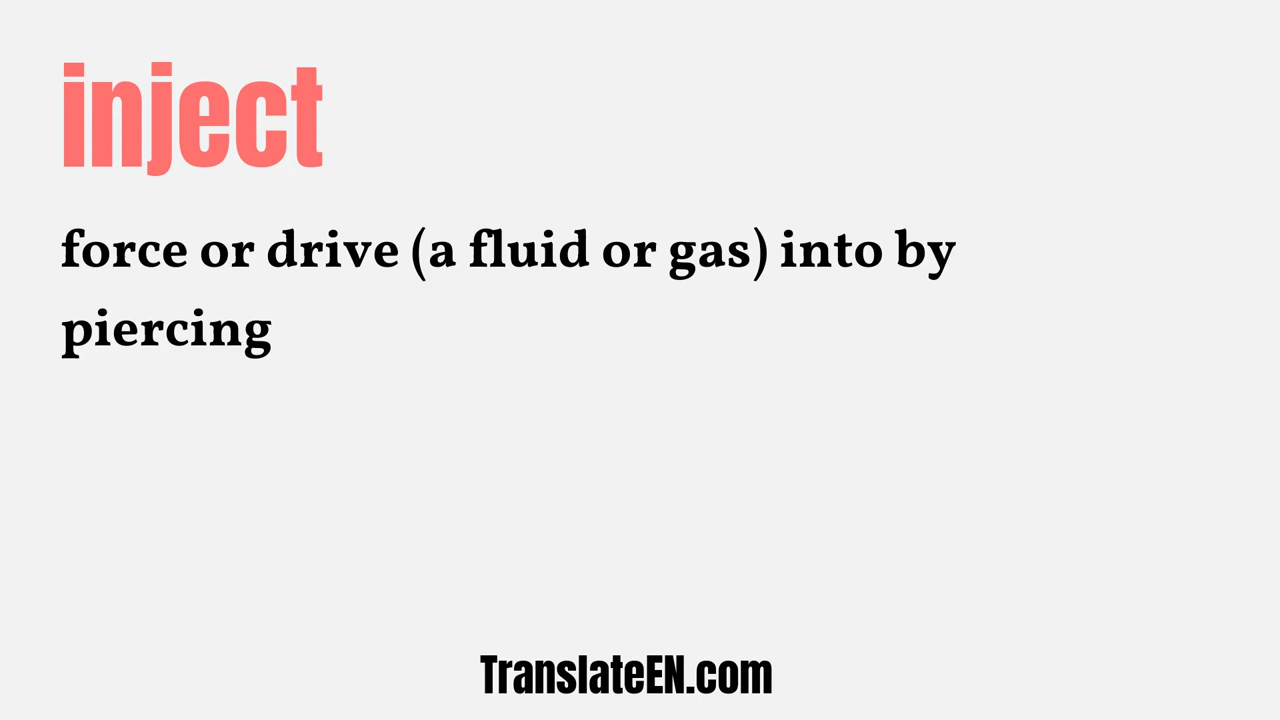 inject
force or drive (a fluid or gas) into by
piercing
TranslateEN.com